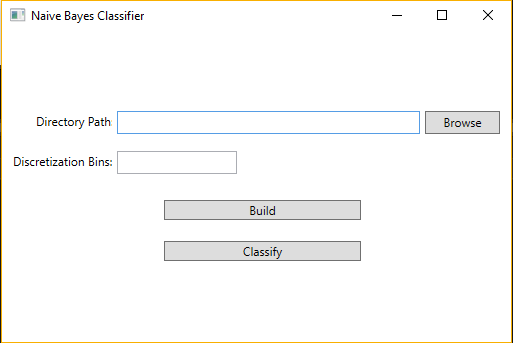 Naive Bayes Classifier
Directory Path
Browse
Discretization Bins:
Build
Classify